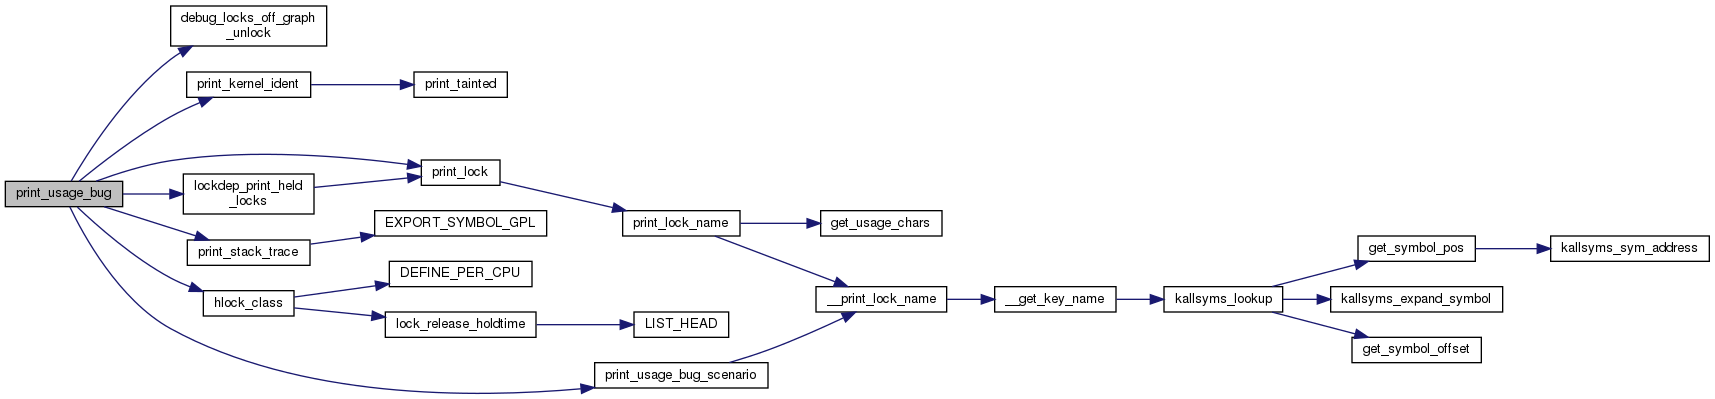 debug_locks_off_graph
_unlock
print_kernel_ident
print_tainted
print_lock
print_usage_bug
lockdep_print_held
_locks
EXPORT_SYMBOL_GPL
print_lock_name
get_usage_chars
print_stack_trace
get_symbol_pos
kallsyms_sym_address
DEFINE_PER_CPU
hlock_class
__print_lock_name
__get_key_name
kallsyms_lookup
kallsyms_expand_symbol
lock_release_holdtime
LIST_HEAD
get_symbol_offset
print_usage_bug_scenario